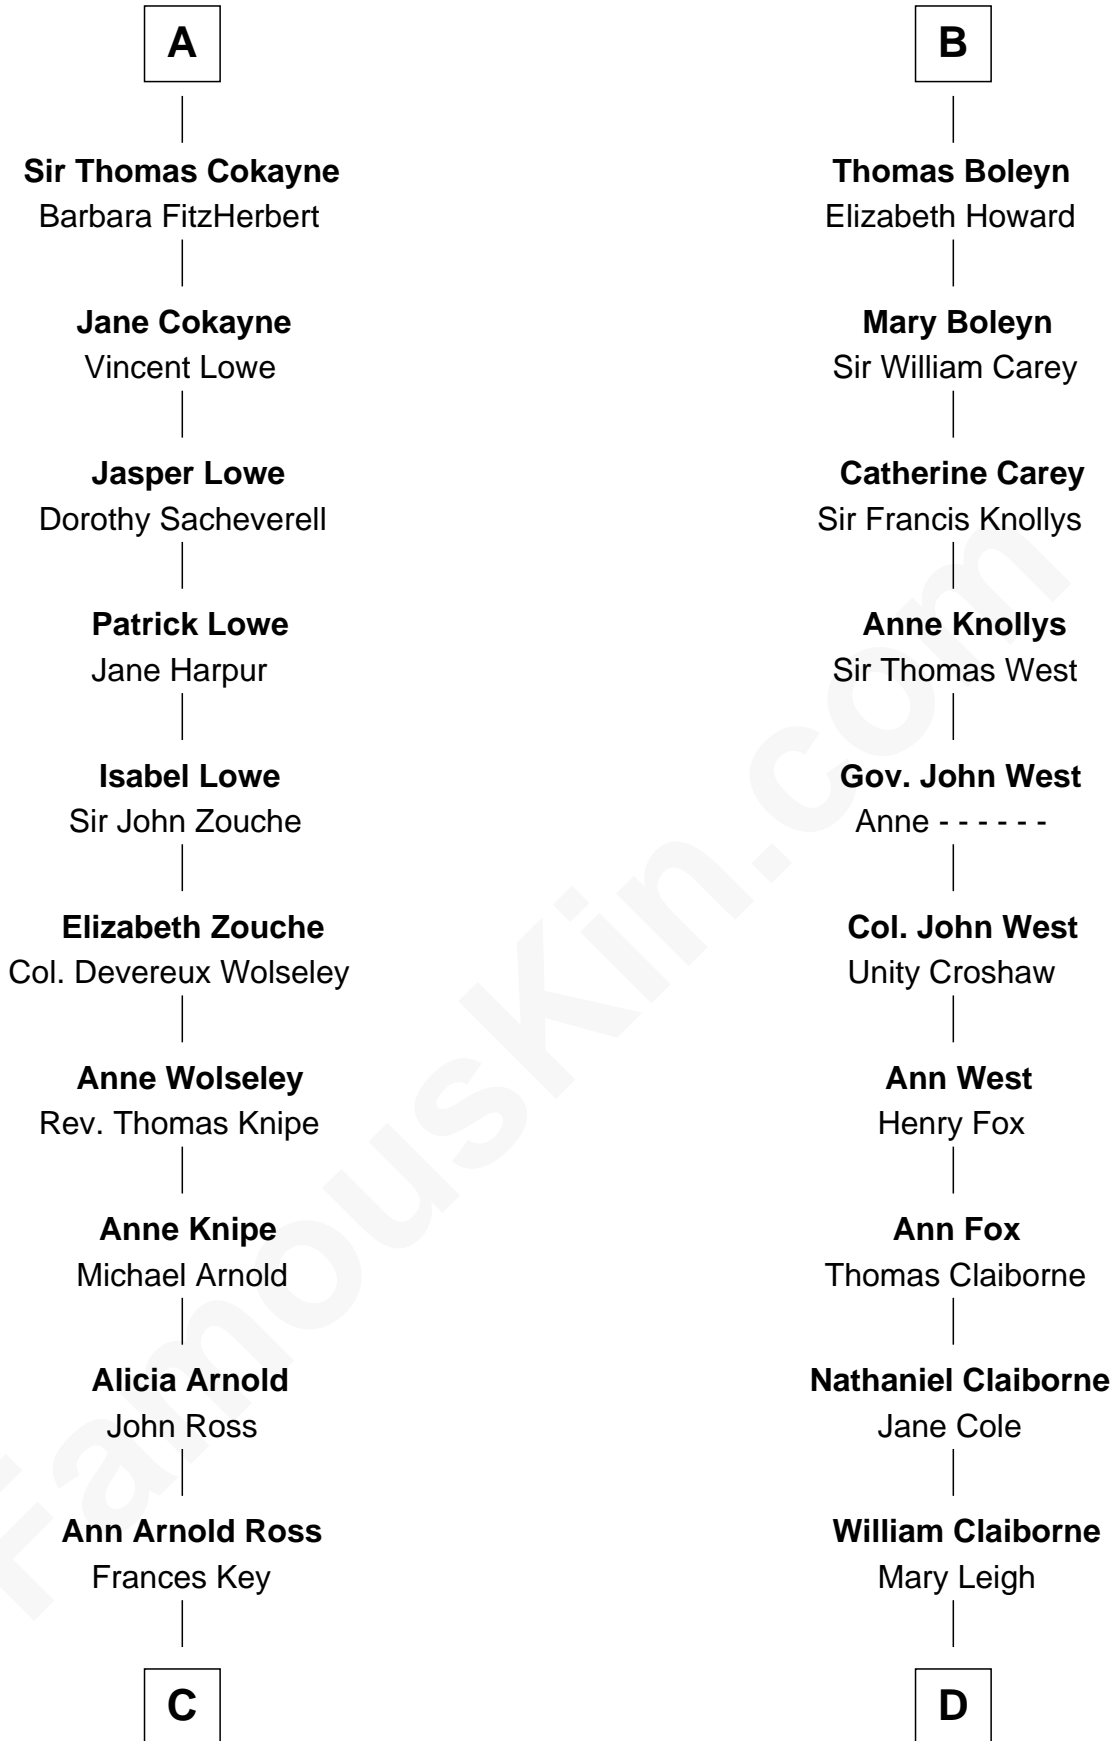 A
Sir Thomas Cokayne
Barbara FitzHerbert
Jane Cokayne
Vincent Lowe
Jasper Lowe
Dorothy Sacheverell
Patrick Lowe
Jane Harpur
Isabel Lowe
Sir John Zouche
Elizabeth Zouche
Col. Devereux Wolseley
Anne Wolseley
Rev. Thomas Knipe
Anne Knipe
Michael Arnold
Alicia Arnold
John Ross
Ann Arnold Ross
Frances Key
C
B
Thomas Boleyn
Elizabeth Howard
Mary Boleyn
Sir William Carey
Catherine Carey
Sir Francis Knollys
Anne Knollys
Sir Thomas West
Gov. John West
Anne - - - - - -
Col. John West
Unity Croshaw
Ann West
Henry Fox
Ann Fox
Thomas Claiborne
Nathaniel Claiborne
Jane Cole
William Claiborne
Mary Leigh
D
FamousKin.com